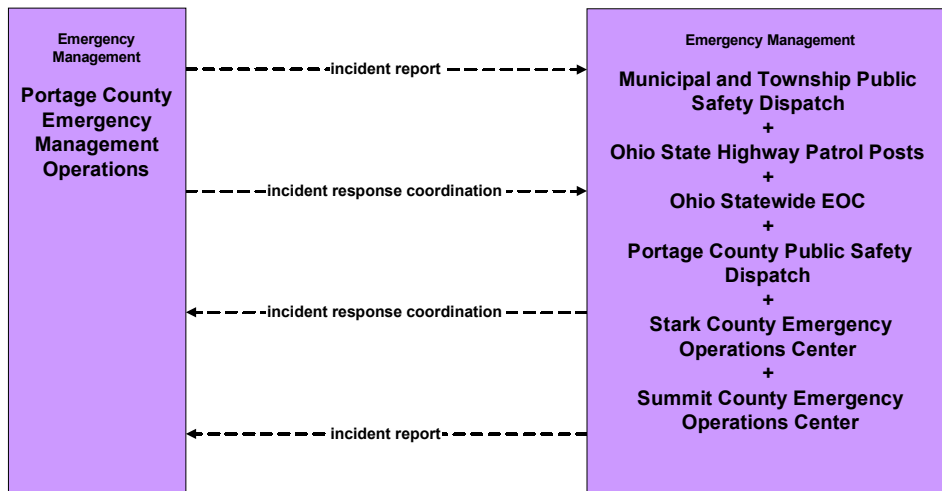 Emergency
Management
Portage County
Emergency
Management
Operations
incident report
incident response coordination
incident response coordination
incident report
Emergency Management
Municipal and Township Public
Safety Dispatch
+
Ohio State Highway Patrol Posts
+
Ohio Statewide EOC
+
Portage County Public Safety
Dispatch
+
Stark County Emergency
Operations Center
+
Summit County Emergency
Operations Center